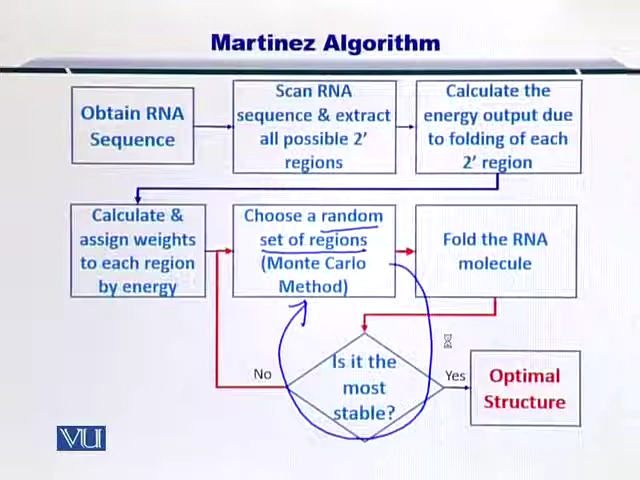 Martinez Algorithm
Obtain RNA
Sequence
Scan RNA
sequence & extract
all possible 2’
regions
Calculate the
energy output due
to folding of each
2’ region
Calculate &
assign weights
to each region
by energy
Choose a random
set of regions
(Monte Carlo
Method)
Fold the RNA
molecule
Is it the
most
stable?
No
Yes
Optimal
Structure
VU